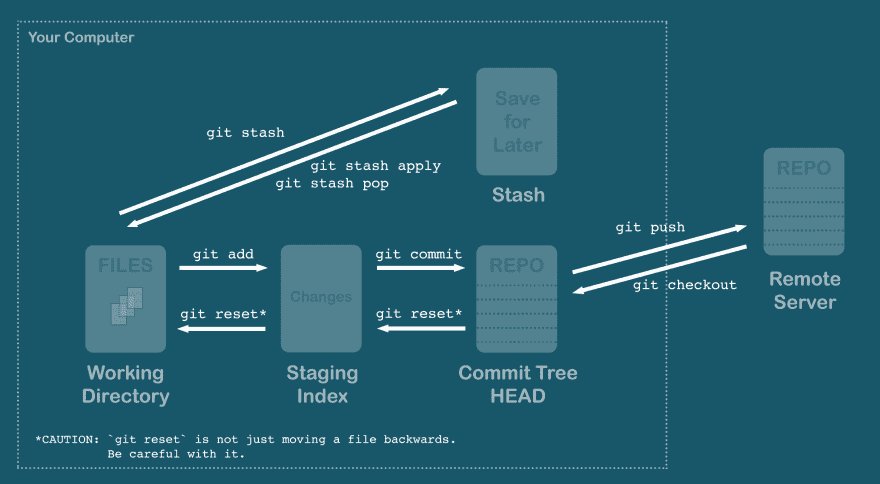 Your Computer
Save
for
Later
git stash
git stash apply
git stash pop
Stash
REPO
git push
git checkout
Remote
Server
FILES
git add
Changes
git commit
REPO
git reset*
git reset*
Working
Directory
Staging
Index
Commit Tree
HEAD
*CAUTION: `git reset` is not just moving a file backwards.
Be careful with it.